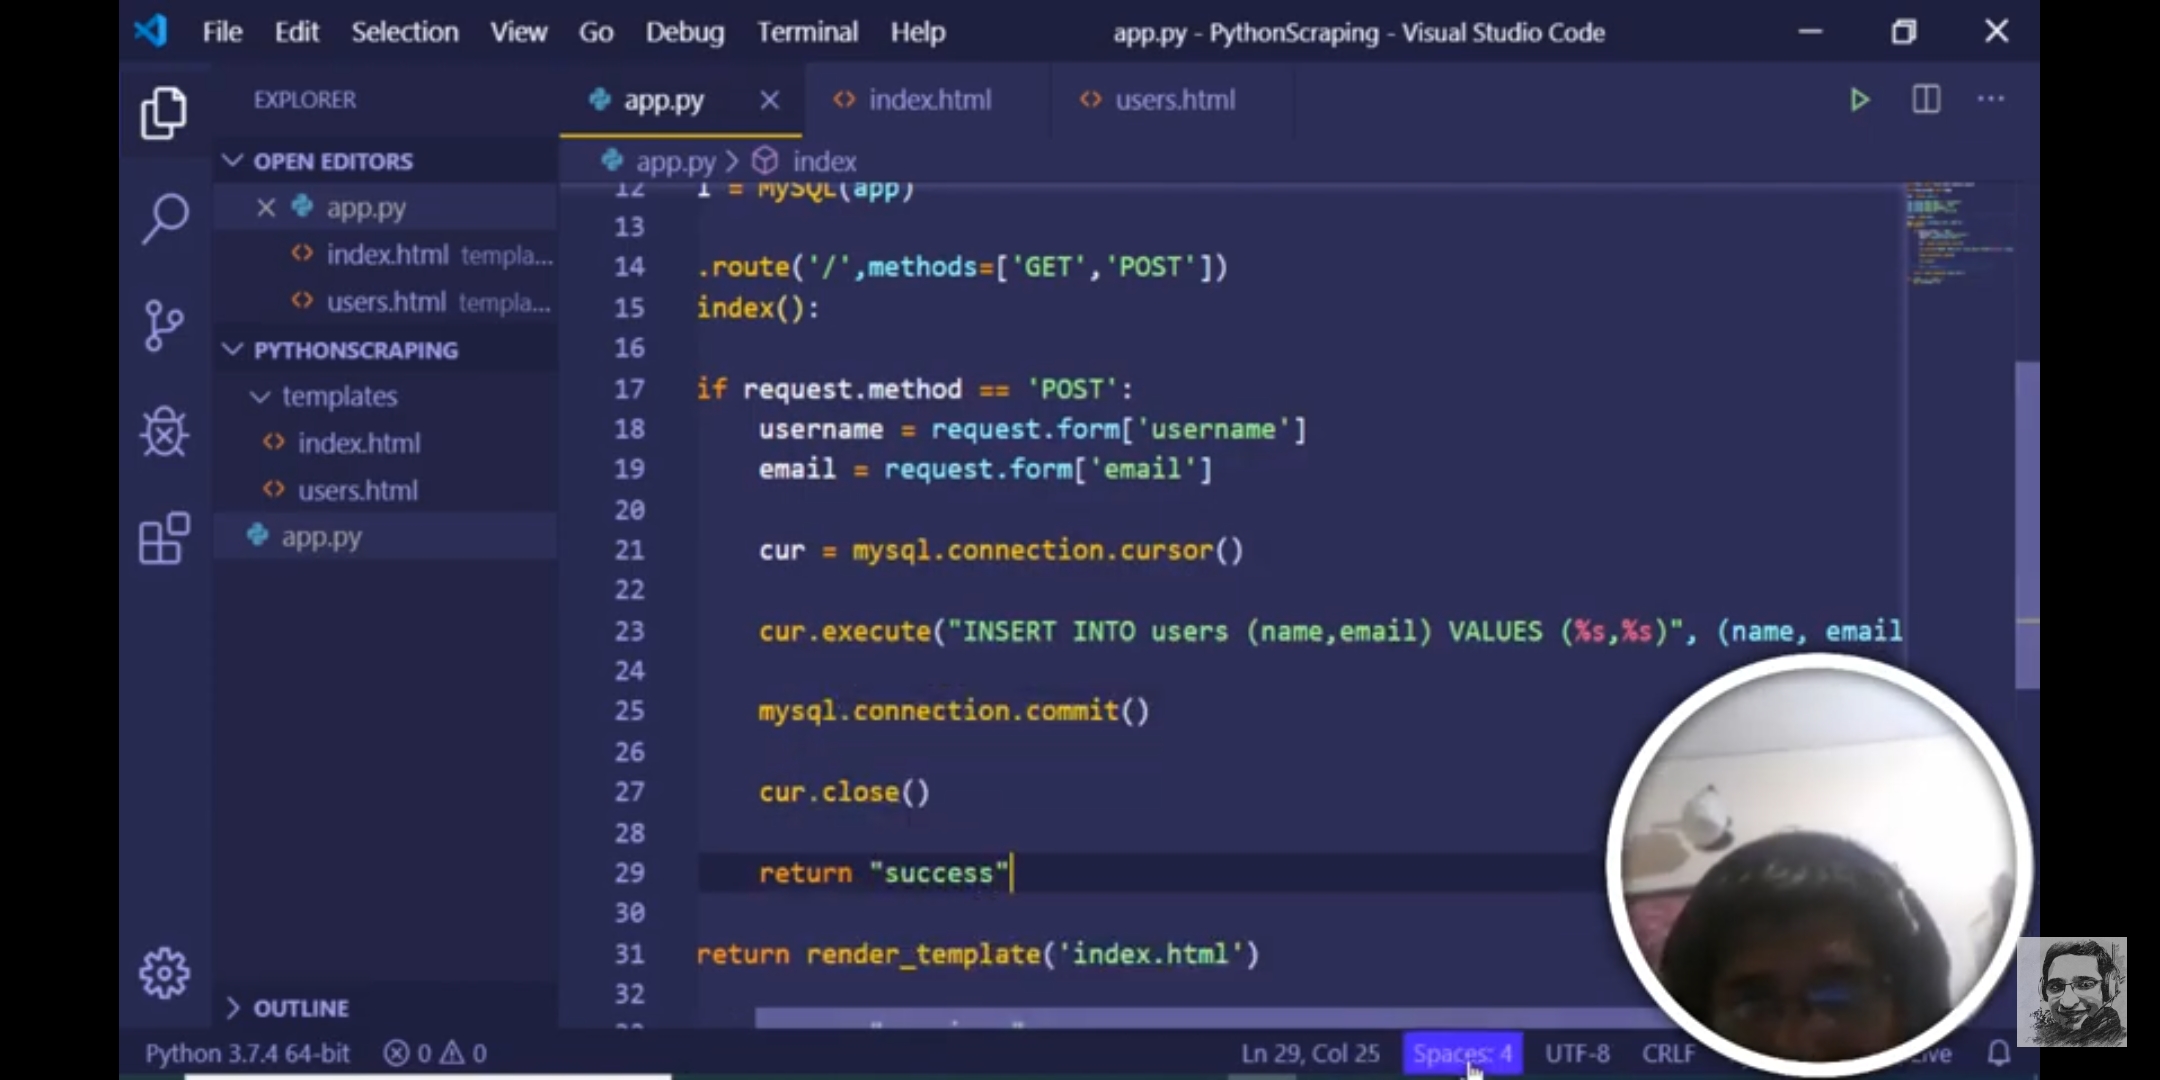 File Edit Selection View Go Debug Terminal Help app.py - PythonScraping - Visual Studio Code
EXPLORER
app.py index.html users.html
OPEN EDITORS
app.py > index
app.py
index.html templa...
users.html templa...
PYTHONSCRAPING
templates
index.html
users.html
app.py
OUTLINE
12 l = MySQL(app)
13
14 .route('/',methods=['GET','POST'])
15 index():
16
17 if request.method == 'POST':
18 username = request.form['username']
19 email = request.form['email']
20
21 cur = mysql.connection.cursor()
22
23 cur.execute("INSERT INTO users (name,email) VALUES (%s,%s)", (name, email
24
25 mysql.connection.commit()
26
27 cur.close()
28
29 return "success"
30
31 return render_template('index.html')
32
Python 3.7.4 64-bit 0 0 Ln 29, Col 25 Spaces: 4 UTF-8 CRLF